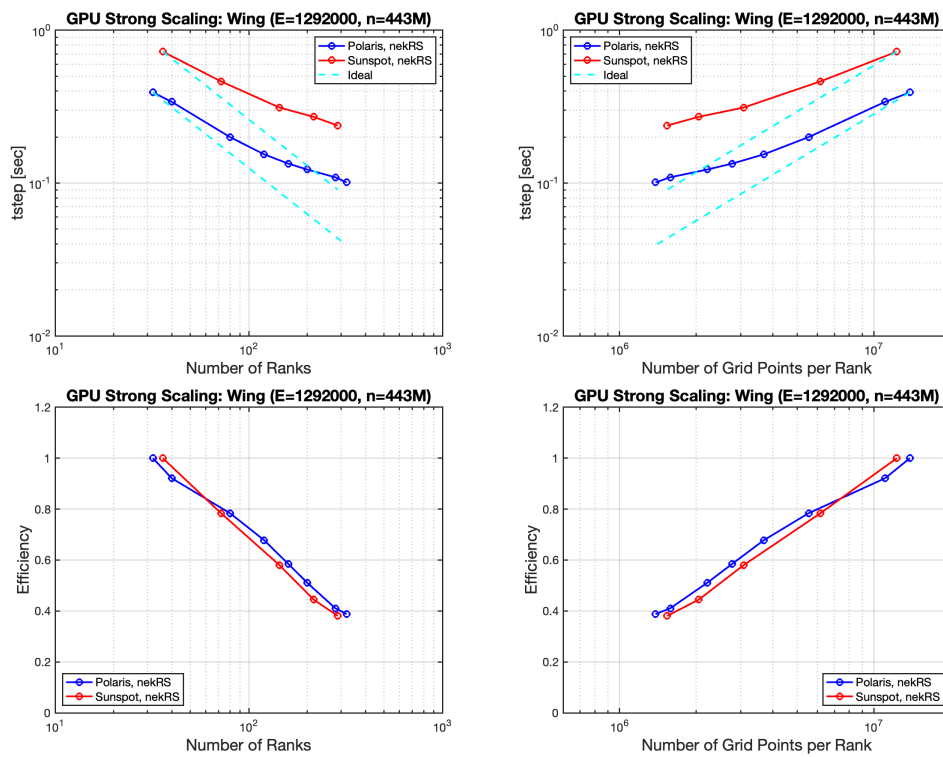 GPU Strong Scaling: Wing (E=1292000, n=443M)
10^0
10^-1
10^-2
tstep [sec]
Polaris, nekRS
Sunspot, nekRS
Ideal
10^1
10^2
10^3
Number of Ranks
GPU Strong Scaling: Wing (E=1292000, n=443M)
10^0
10^-1
10^-2
tstep [sec]
Polaris, nekRS
Sunspot, nekRS
Ideal
10^6
10^7
Number of Grid Points per Rank
GPU Strong Scaling: Wing (E=1292000, n=443M)
1.2
1
0.8
0.6
0.4
0.2
0
Efficiency
Polaris, nekRS
Sunspot, nekRS
10^1
10^2
10^3
Number of Ranks
GPU Strong Scaling: Wing (E=1292000, n=443M)
1.2
1
0.8
0.6
0.4
0.2
0
Efficiency
Polaris, nekRS
Sunspot, nekRS
10^6
10^7
Number of Grid Points per Rank